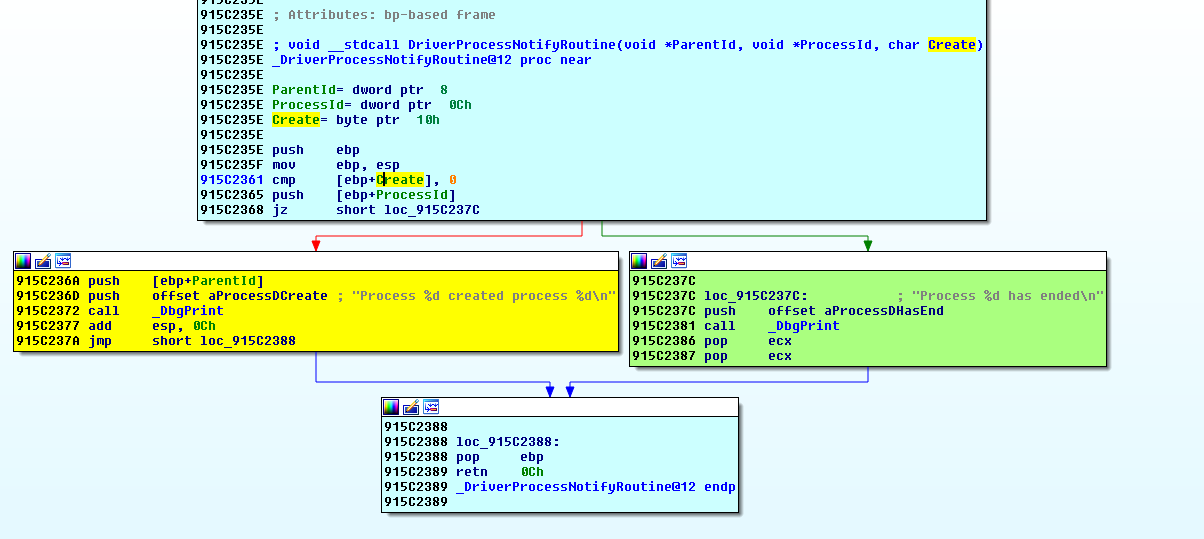 915C235E
915C235E ; Attributes: bp-based frame
915C235E
915C235E ; void __stdcall DriverProcessNotifyRoutine(void *ParentId, void *ProcessId, char Create)
915C235E _DriverProcessNotifyRoutine@12 proc near
915C235E
915C235E ParentId= dword ptr  8
915C235E ProcessId= dword ptr  0Ch
915C235E Create= byte ptr  10h
915C235E
915C235E push    ebp
915C235F mov     ebp, esp
915C2361 cmp     [ebp+Create], 0
915C2365 push    [ebp+ProcessId]
915C2368 jz      short loc_915C237C
915C236A push    [ebp+ParentId]
915C236D push    offset aProcessDCreate ; "Process %d created process %d\n"
915C2372 call    _DbgPrint
915C2377 add     esp, 0Ch
915C237A jmp     short loc_915C2388
915C237C
915C237C loc_915C237C:           ; "Process %d has ended\n"
915C237C push    offset aProcessDHasEnd
915C2381 call    _DbgPrint
915C2386 pop     ecx
915C2387 pop     ecx
915C2388
915C2388 loc_915C2388:
915C2388 pop     ebp
915C2389 retn    0Ch
915C2389 _DriverProcessNotifyRoutine@12 endp
915C2389